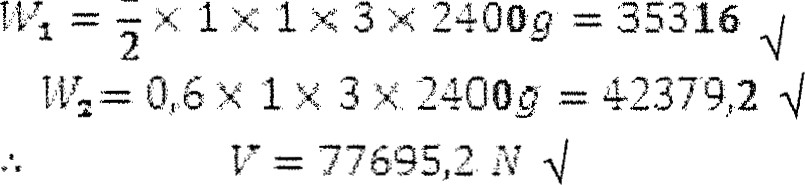 W₁ = 1/2 × 1 × 1 × 3 × 2400g = 35316 √
W₂ = 0,6 × 1 × 3 × 2400g = 42379,2 √
∴ V = 77695,2 N √